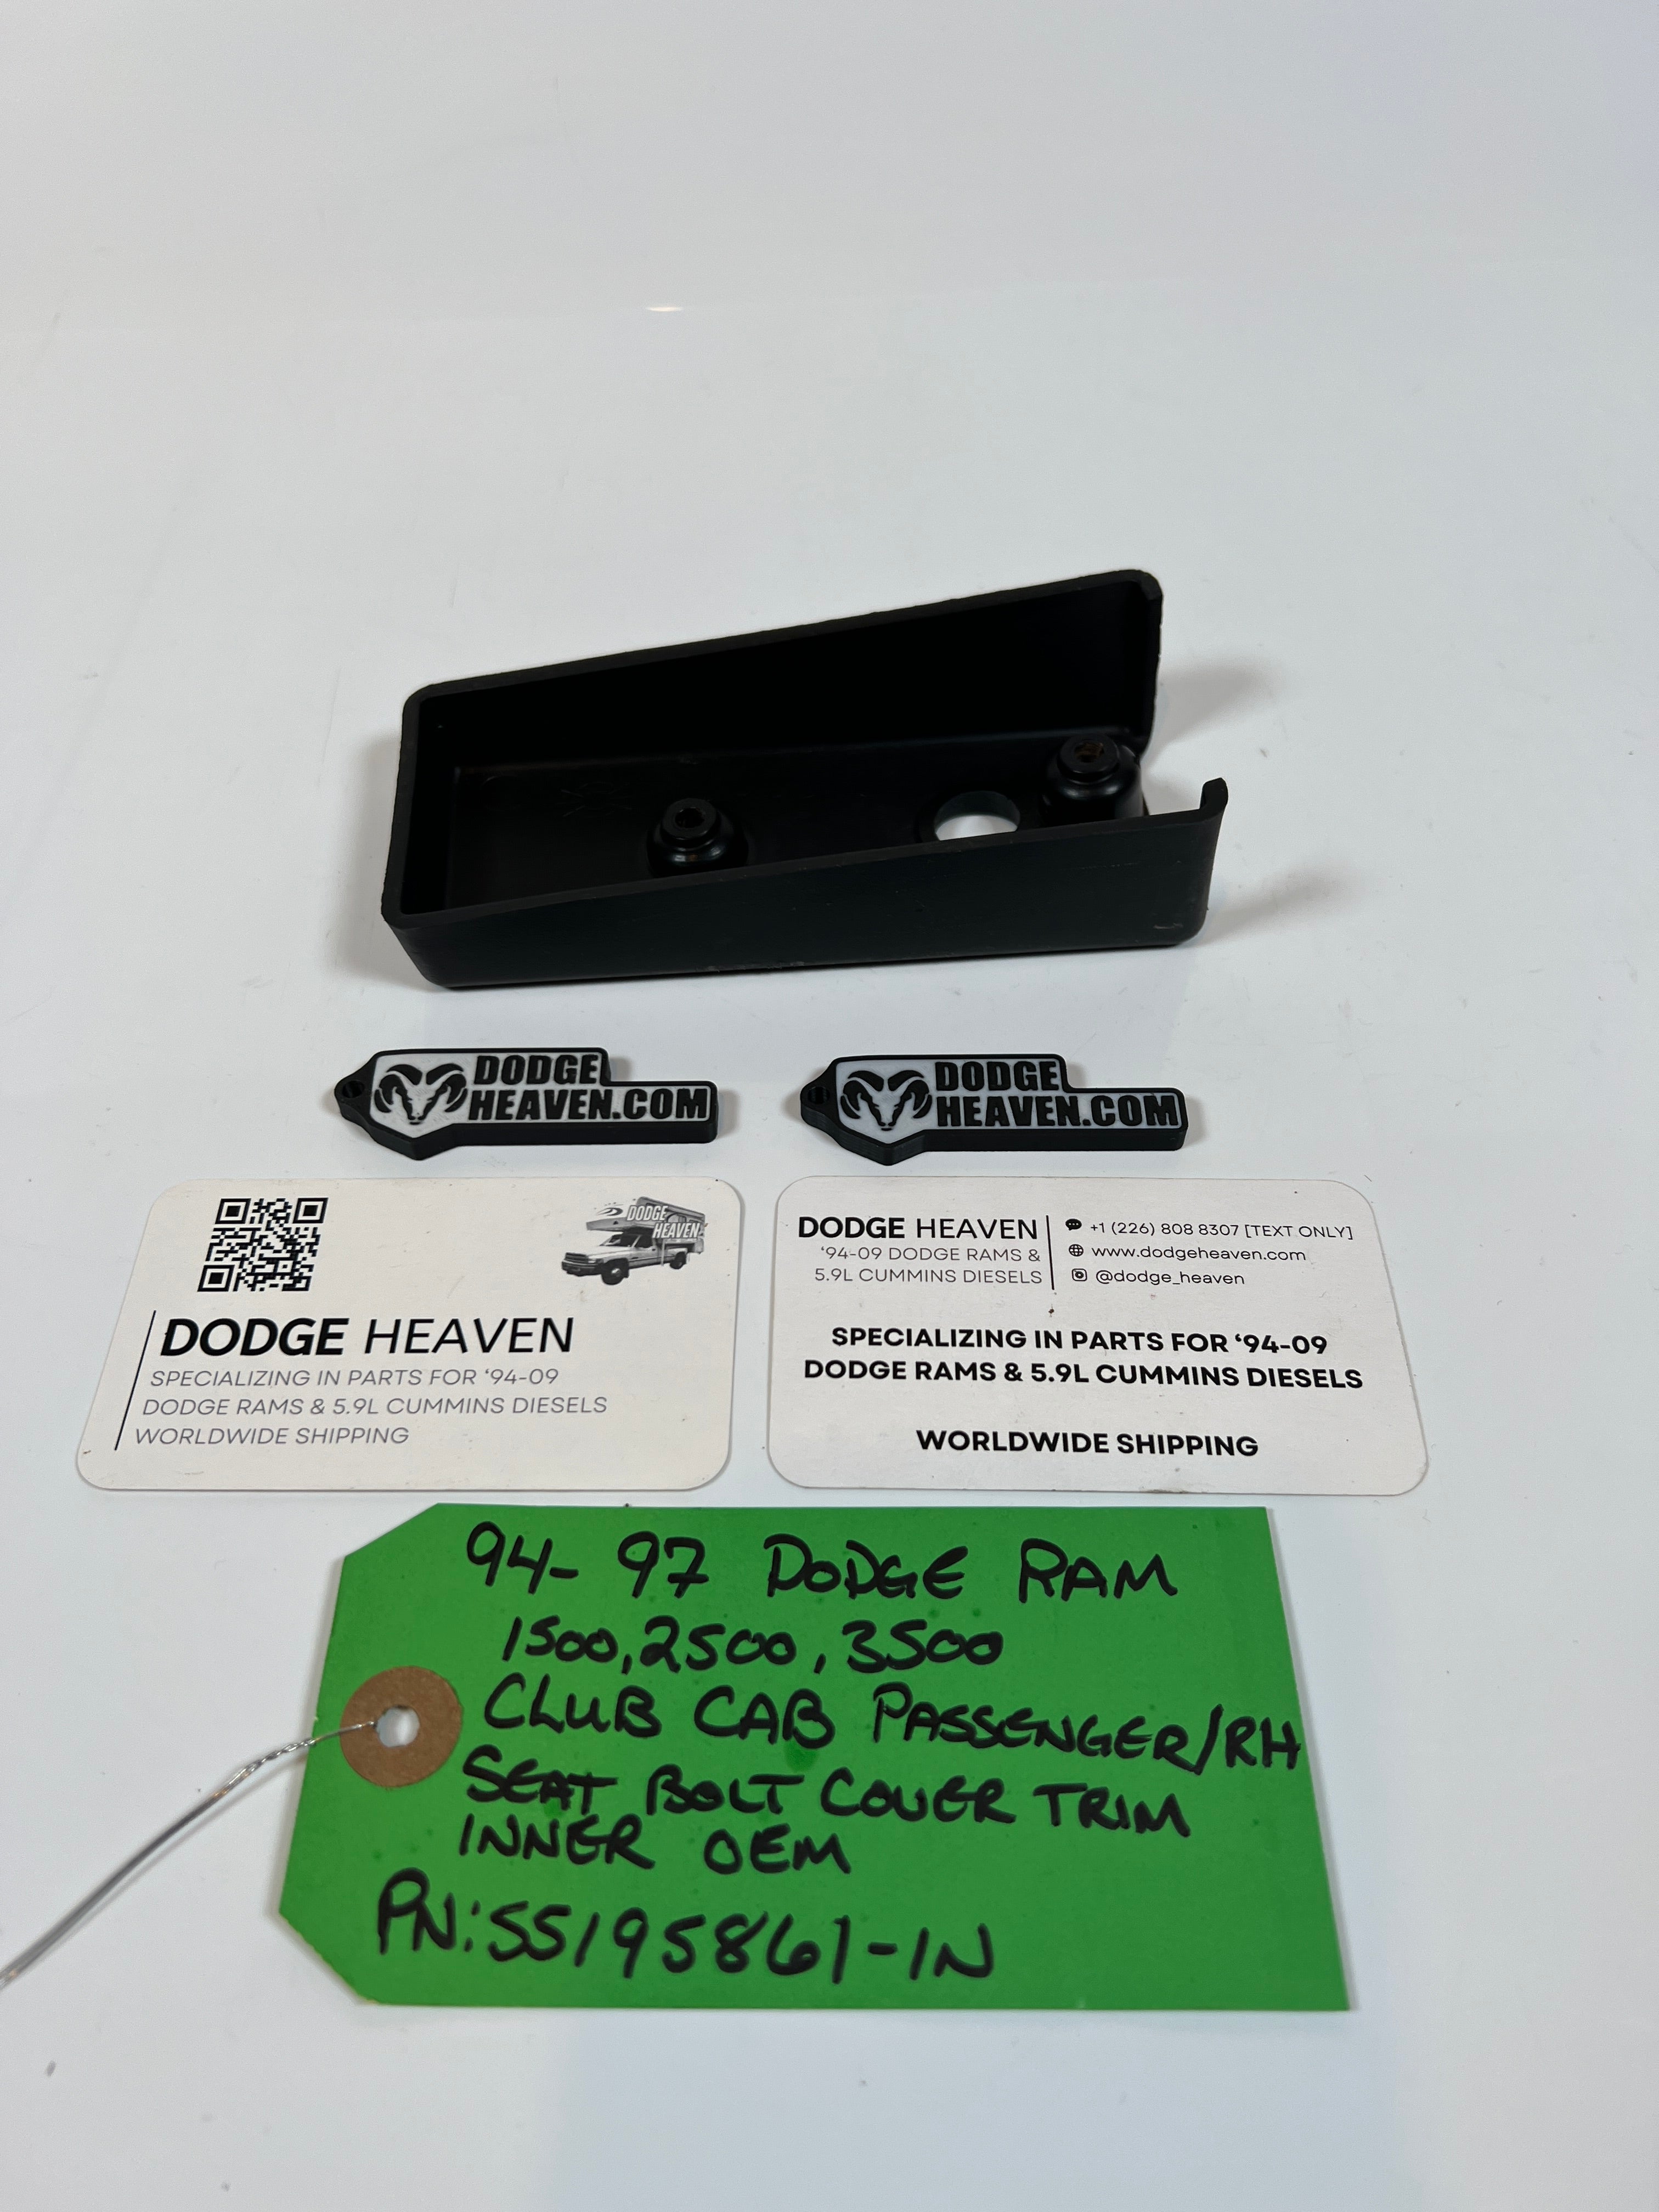 DODGE
HEAVEN.COM
DODGE
HEAVEN.COM
DODGE
HEAVEN
DODGE HEAVEN
SPECIALIZING IN PARTS FOR ‘94-09
DODGE RAMS & 5.9L CUMMINS DIESELS
WORLDWIDE SHIPPING
DODGE HEAVEN
‘94-09 DODGE RAMS &
5.9L CUMMINS DIESELS
+1 (226) 808 8307 [TEXT ONLY]
www.dodgeheaven.com
@dodge_heaven
SPECIALIZING IN PARTS FOR ‘94-09
DODGE RAMS & 5.9L CUMMINS DIESELS
WORLDWIDE SHIPPING
94-97 DODGE RAM
1500, 2500, 3500
CLUB CAB PASSENGER/RH
SEAT BOLT COVER TRIM
INNER OEM
PN: 55195861-IN